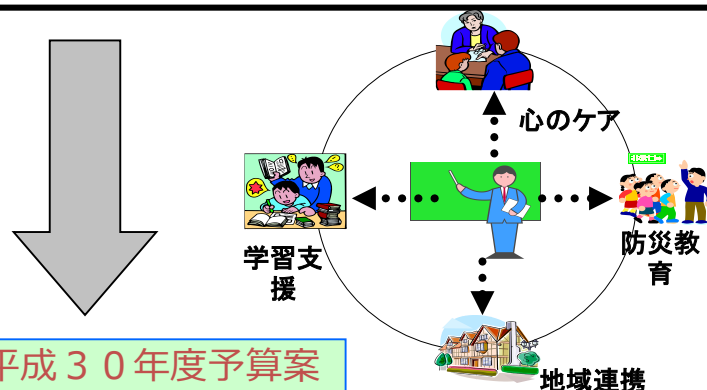 心のケア
学習支
援
防災教
育
平成３０年度予算案
地域連携